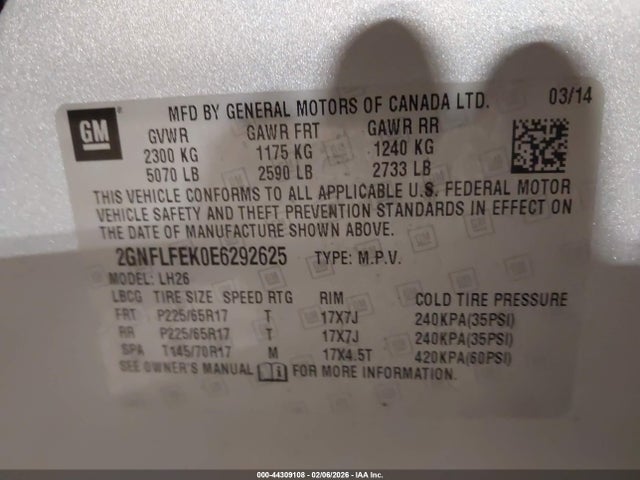 GM
MFD BY GENERAL MOTORS OF CANADA LTD. 03/14
GVWR GAWR FRT GAWR RR
2300 KG 1175 KG 1240 KG
5070 LB 2590 LB 2733 LB
THIS VEHICLE CONFORMS TO ALL APPLICABLE U.S. FEDERAL MOTOR
VEHICLE SAFETY AND THEFT PREVENTION STANDARDS IN EFFECT ON
THE DATE OF MANUFACTURE SHOWN ABOVE.
2GNFLFEK0E6292625 TYPE: M.P.V.
MODEL: LH26
LBCG TIRE SIZE SPEED RTG RIM COLD TIRE PRESSURE
FRT P225/65R17 T 17X7J 240KPA(35PSI)
RR P225/65R17 T 17X7J 240KPA(35PSI)
SPA T145/70R17 M 17X4.5T 420KPA(60PSI)
SEE OWNER'S MANUAL FOR MORE INFORMATION.
000-44309108 - 02/06/2026 - IAA Inc.